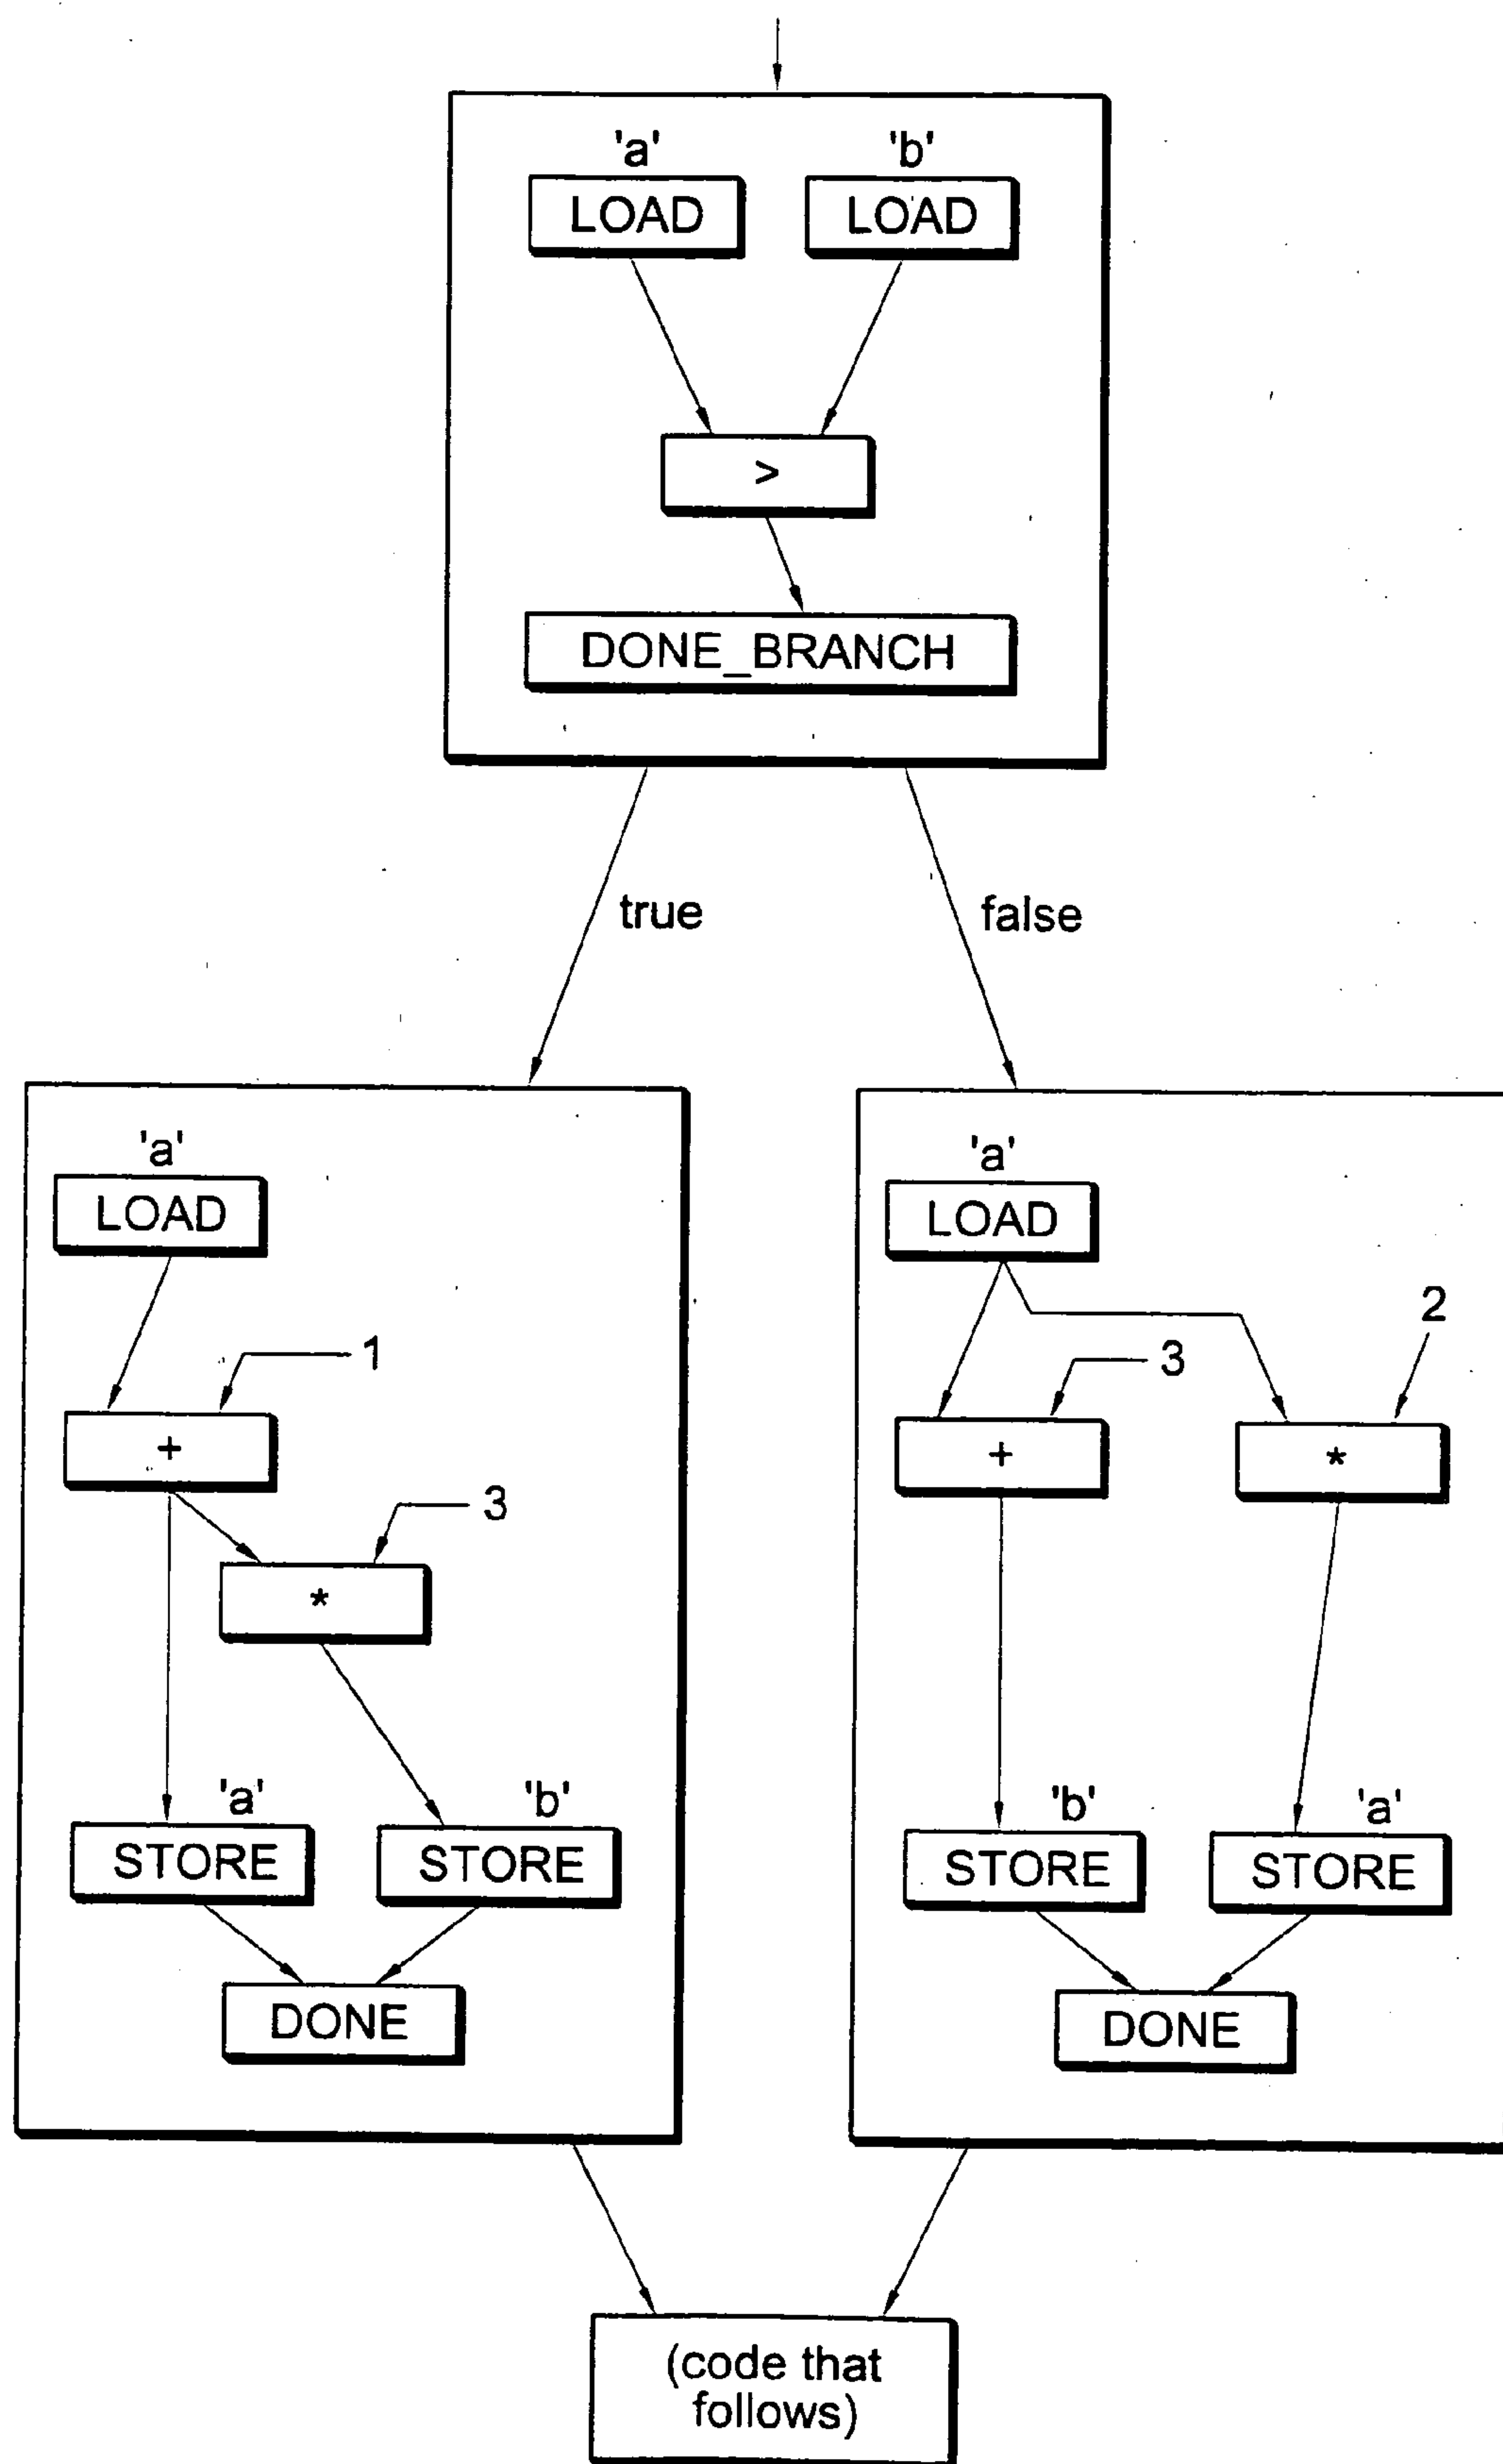 'a' 'b'
LOAD LOAD
>
DONE_BRANCH
true false
'a'
LOAD
1
+
3
*
'a' 'b'
STORE STORE
DONE
'a'
LOAD
2
3
+ *
'b' 'a'
STORE STORE
DONE
(code that
follows)